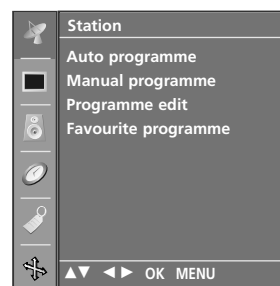 Station
Auto programme
Manual programme
Programme edit
Favourite programme
▲▼ ◄► OK MENU